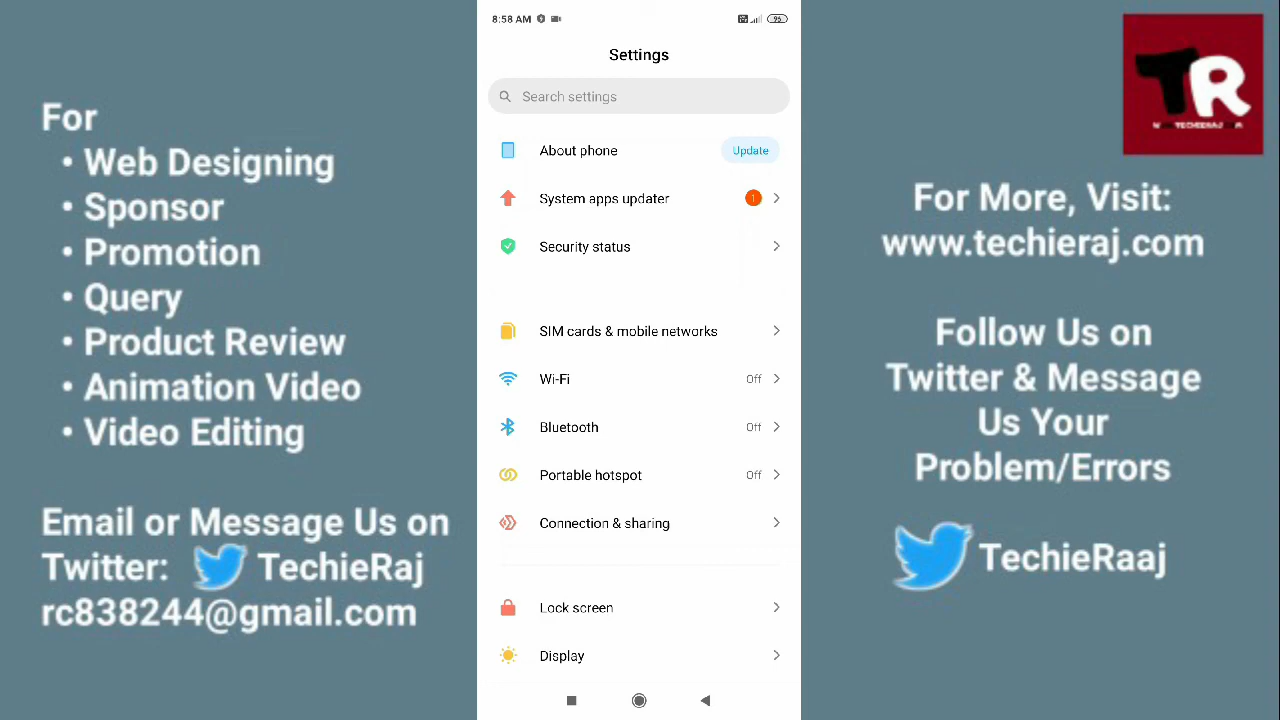 For
• Web Designing
• Sponsor
• Promotion
• Query
• Product Review
• Animation Video
• Video Editing
Email or Message Us on
Twitter: TechieRaj
rc838244@gmail.com
8:58 AM
96
Settings
Search settings
About phone
Update
System apps updater
1
Security status
SIM cards & mobile networks
Wi-Fi
Off
Bluetooth
Off
Portable hotspot
Off
Connection & sharing
Lock screen
Display
TR
For More, Visit:
www.techieraj.com
Follow Us on
Twitter & Message
Us Your
Problem/Errors
TechieRaaj